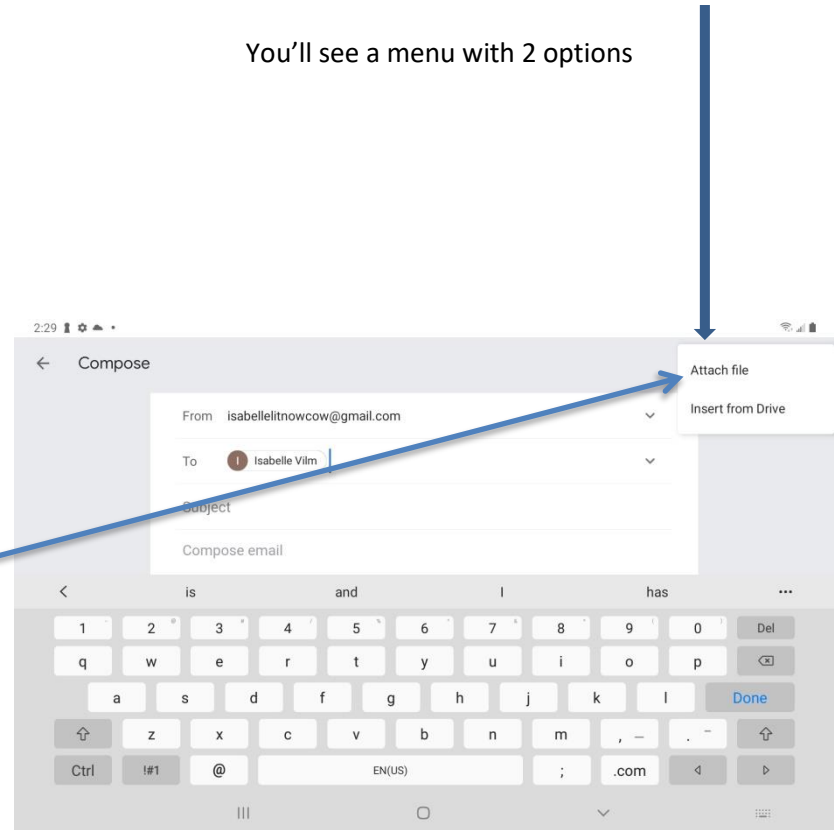 You'll see a menu with 2 options
2:29
Compose
Attach file
Insert from Drive
From isabellelitnowcow@gmail.com
To I Isabelle Vilm
Subject
Compose email
is and I has ...
1 2 3 4 5 6 7 8 9 0 Del
q w e r t y u i o p
a s d f g h j k l Done
z x c v b n m , _ . -
Ctrl !#1 @ EN(US) ; .com